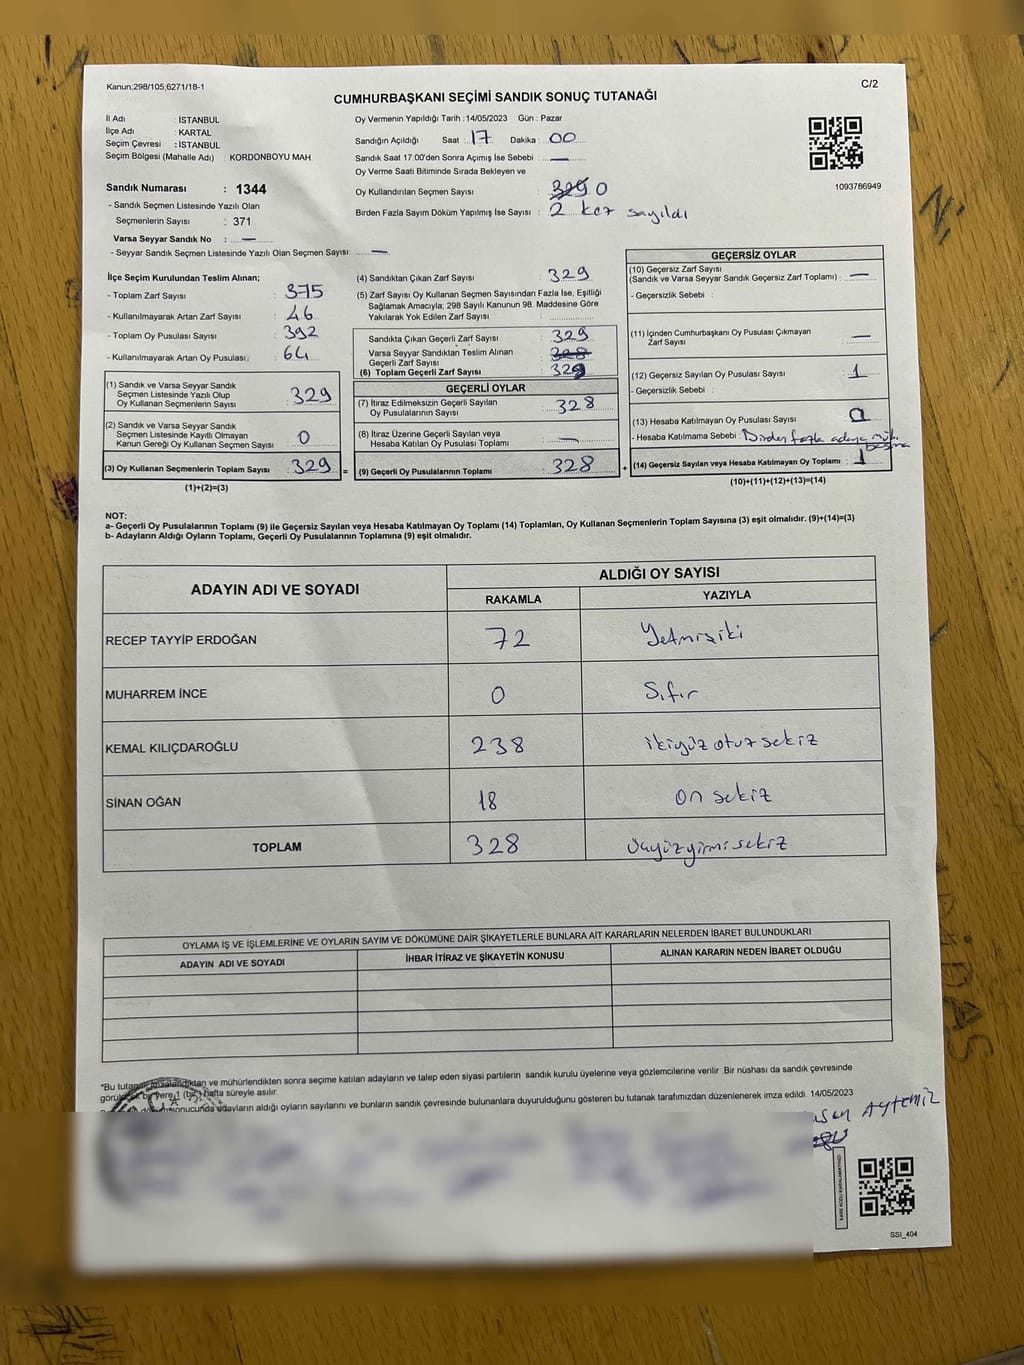 Kanun;298/105,6271/18-1
C/2
CUMHURBAŞKANI SEÇİMİ SANDIK SONUÇ TUTANAĞI
İl Adı : İSTANBUL
İlçe Adı : KARTAL
Seçim Çevresi : İSTANBUL
Seçim Bölgesi (Mahalle Adı) : KORDONBOYU MAH
Sandık Numarası : 1344
- Sandık Seçmen Listesinde Yazılı Olan
Seçmenlerin Sayısı : 371
Varsa Seyyar Sandık No : —
- Seyyar Sandık Seçmen Listesinde Yazılı Olan Seçmen Sayısı: —
Oy Vermenin Yapıldığı Tarih : 14/05/2023 Gün : Pazar
Sandığın Açıldığı Saat : 17 Dakika : 00
Sandık Saat 17:00'den Sonra Açımış İse Sebebi : —
Oy Verme Saati Bitiminde Sırada Bekleyen ve
Oy Kullandırılan Seçmen Sayısı : 0
Birden Fazla Sayım Döküm Yapılmış İse Sayısı : 2 kez sayıldı
1093786949
İlçe Seçim Kurulundan Teslim Alınan;
- Toplam Zarf Sayısı : 375
- Kullanılmayarak Artan Zarf Sayısı : 46
- Toplam Oy Pusulası Sayısı : 392
- Kullanılmayarak Artan Oy Pusulası : 64
(1) Sandık ve Varsa Seyyar Sandık
Seçmen Listesinde Yazılı Olup
Oy Kullanan Seçmenlerin Sayısı : 329
(2) Sandık ve Varsa Seyyar Sandık
Seçmen Listesinde Kayıtlı Olmayan
Kanun Gereği Oy Kullanan Seçmen Sayısı : 0
(3) Oy Kullanan Seçmenlerin Toplam Sayısı : 329 =
(1)+(2)=(3)
(4) Sandıktan Çıkan Zarf Sayısı : 329
(5) Zarf Sayısı Oy Kullanan Seçmen Sayısından Fazla İse, Eşitliği
Sağlamak Amacıyla; 298 Sayılı Kanunun 98. Maddesine Göre
Yakılarak Yok Edilen Zarf Sayısı :
Sandıkta Çıkan Geçerli Zarf Sayısı : 329
Varsa Seyyar Sandıktan Teslim Alınan
Geçerli Zarf Sayısı : 328
(6) Toplam Geçerli Zarf Sayısı : 329
GEÇERLİ OYLAR
(7) İtiraz Edilmeksizin Geçerli Sayılan
Oy Pusulalarının Sayısı : 328
(8) İtiraz Üzerine Geçerli Sayılan veya
Hesaba Katılan Oy Pusulası Toplamı : —
(9) Geçerli Oy Pusulalarının Toplamı : 328 +
GEÇERSİZ OYLAR
(10) Geçersiz Zarf Sayısı
(Sandık ve Varsa Seyyar Sandık Geçersiz Zarf Toplamı) : —
- Geçersizlik Sebebi :
(11) İçinden Cumhurbaşkanı Oy Pusulası Çıkmayan
Zarf Sayısı : —
(12) Geçersiz Sayılan Oy Pusulası Sayısı : 1
- Geçersizlik Sebebi :
(13) Hesaba Katılmayan Oy Pusulası Sayısı :
- Hesaba Katılmama Sebebi : Birden fazla adaya müh.
basma
(14) Geçersiz Sayılan veya Hesaba Katılmayan Oy Toplamı : 1
(10)+(11)+(12)+(13)=(14)
NOT:
a- Geçerli Oy Pusulalarının Toplamı (9) ile Geçersiz Sayılan veya Hesaba Katılmayan Oy Toplamı (14) Toplamları, Oy Kullanan Seçmenlerin Toplam Sayısına (3) eşit olmalıdır. (9)+(14)=(3)
b- Adayların Aldığı Oyların Toplamı, Geçerli Oy Pusulalarının Toplamına (9) eşit olmalıdır.
ADAYIN ADI VE SOYADI
ALDIĞI OY SAYISI
RAKAMLA YAZIYLA
RECEP TAYYİP ERDOĞAN 72 Yetmişiki
MUHARREM İNCE 0 Sıfır
KEMAL KILIÇDAROĞLU 238 ikiyüz otuz sekiz
SİNAN OĞAN 18 on sekiz
TOPLAM 328 üçyüzyirmi sekiz
OYLAMA İŞ VE İŞLEMLERİNE VE OYLARIN SAYIM VE DÖKÜMÜNE DAİR ŞİKAYETLERLE BUNLARA AİT KARARLARIN NELERDEN İBARET BULUNDUKLARI
ADAYIN ADI VE SOYADI İHBAR İTİRAZ VE ŞİKAYETİN KONUSU ALINAN KARARIN NEDEN İBARET OLDUĞU
*Bu tutanak imzalandıktan ve mühürlendikten sonra seçime katılan adayların ve talep eden siyasi partilerin sandık kurulu üyelerine veya gözlemcilerine verilir .Bir nüshası da sandık çevresinde
görülecek bir yere 1 (bir) hafta süreyle asılır.
sonucunda adayların aldığı oyların sayılarını ve bunların sandık çevresinde bulunanlara duyurulduğunu gösteren bu tutanak tarafımızdan düzenlenerek imza edildi. 14/05/2023
Aytemiz
SSI_404